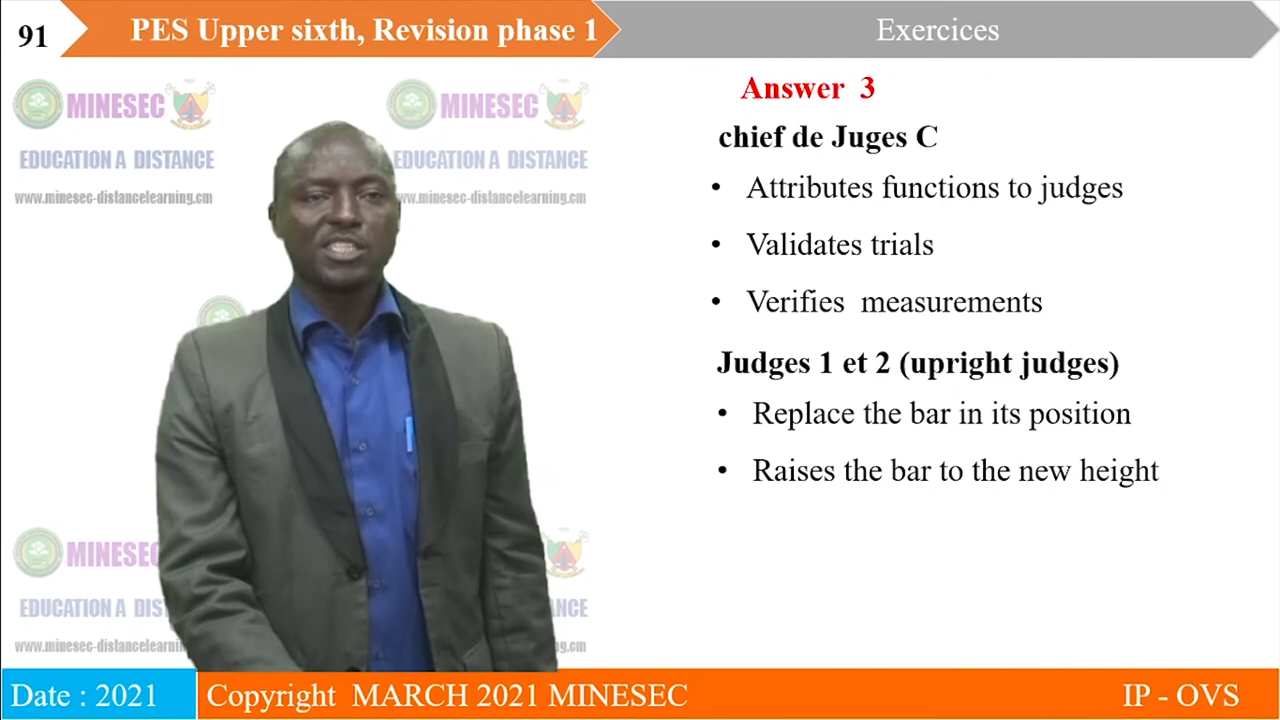 91
PES Upper sixth, Revision phase 1
Exercices
MINESEC
MINESEC
EDUCATION A DISTANCE
EDUCATION A DISTANCE
www.minesec-distancelearning.cm
www.minesec-distancelearning.cm
Answer 3
chief de Juges C
• Attributes functions to judges
• Validates trials
• Verifies measurements
Judges 1 et 2 (upright judges)
• Replace the bar in its position
• Raises the bar to the new height
MINESEC
EDUCATION A
Date : 2021
Copyright MARCH 2021 MINESEC
IP - OVS